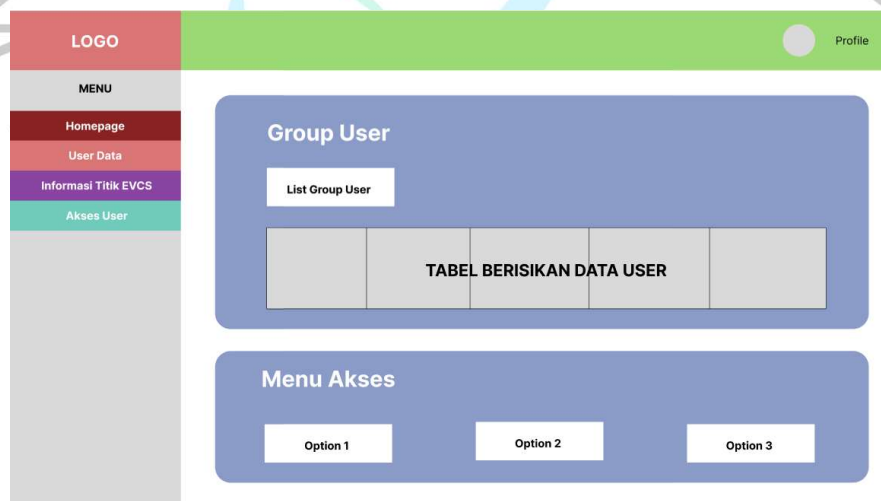 LOGO
Profile
MENU
Homepage
User Data
Informasi Titik EVCS
Akses User
Group User
List Group User
TABEL BERISIKAN DATA USER
Menu Akses
Option 1
Option 2
Option 3